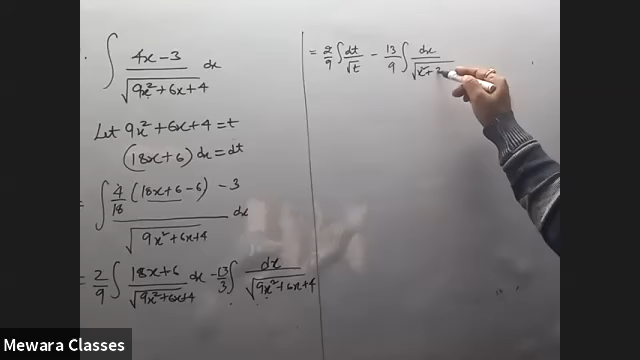 ∫ (4x-3)/√(9x²+6x+4) dx
Let 9x²+6x+4 = t
(18x+6) dx = dt
∫ (4/18 (18x+6-6) - 3)/√(9x²+6x+4) dx
= 2/9 ∫ (18x+6)/√(9x²+6x+4) dx - 13/3 ∫ dx/√(9x²+6x+4)
= 2/9 ∫ dt/√t - 13/9 ∫ dx/√(x²+2
Mewara Classes